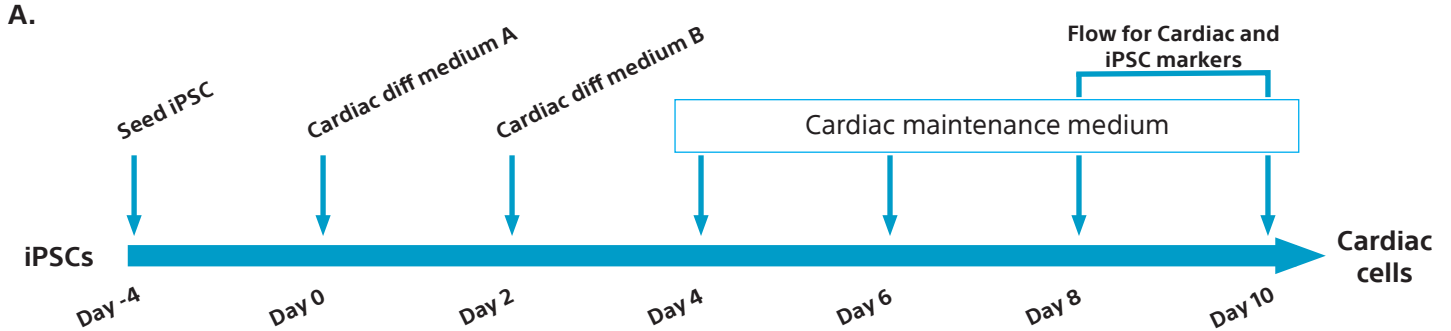 A.
Seed iPSC
Cardiac diff medium A
Cardiac diff medium B
Flow for Cardiac and
iPSC markers
Cardiac maintenance medium
iPSCs
Cardiac
cells
Day -4
Day 0
Day 2
Day 4
Day 6
Day 8
Day 10